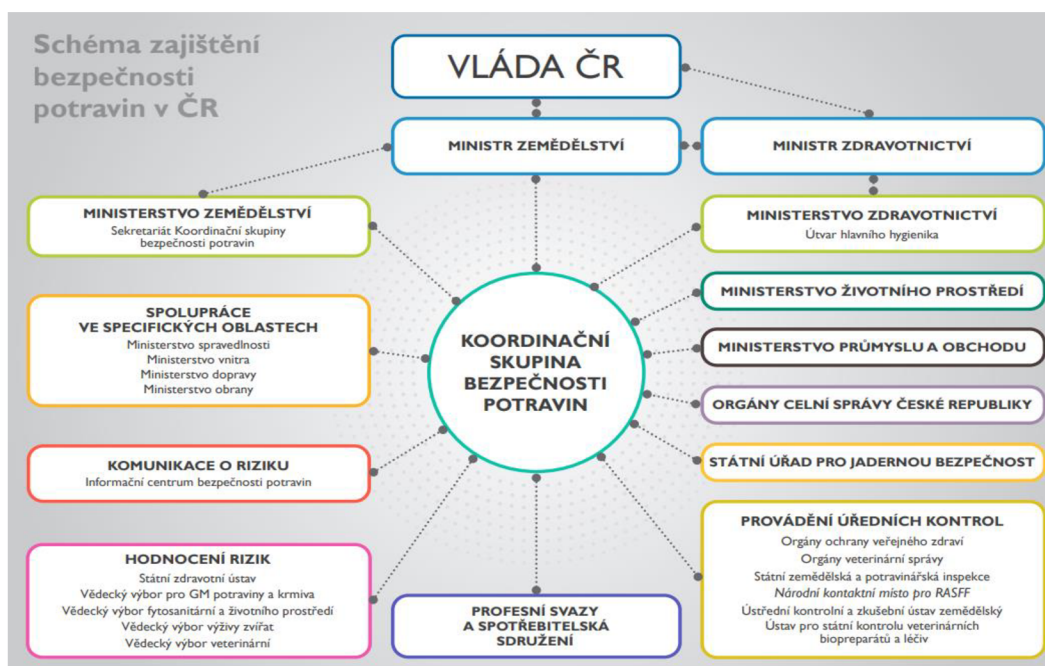 Schéma zajištění
bezpečnosti
potravin v ČR
VLÁDA ČR
MINISTR ZEMĚDĚLSTVÍ
MINISTR ZDRAVOTNICTVÍ
MINISTERSTVO ZEMĚDĚLSTVÍ
Sekretariát Koordinační skupiny
bezpečnosti potravin
MINISTERSTVO ZDRAVOTNICTVÍ
Útvar hlavního hygienika
SPOLUPRÁCE
VE SPECIFICKÝCH OBLASTECH
Ministerstvo spravedlnosti
Ministerstvo vnitra
Ministerstvo dopravy
Ministerstvo obrany
KOORDINAČNÍ
SKUPINA
BEZPEČNOSTI
POTRAVIN
MINISTERSTVO ŽIVOTNÍHO PROSTŘEDÍ
MINISTERSTVO PRŮMYSLU A OBCHODU
ORGÁNY CELNÍ SPRÁVY ČESKÉ REPUBLIKY
STÁTNÍ ÚŘAD PRO JADERNOU BEZPEČNOST
KOMUNIKACE O RIZIKU
Informační centrum bezpečnosti potravin
HODNOCENÍ RIZIK
Státní zdravotní ústav
Vědecký výbor pro GM potraviny a krmiva
Vědecký výbor fytosanitární a životního prostředí
Vědecký výbor výživy zvířat
Vědecký výbor veterinární
PROFESNÍ SVAZY
A SPOTŘEBITELSKÁ
SDRUŽENÍ
PROVÁDĚNÍ ÚŘEDNÍCH KONTROL
Orgány ochrany veřejného zdraví
Orgány veterinární správy
Státní zemědělská a potravinářská inspekce
Národní kontaktní místo pro RASFF
Ústřední kontrolní a zkušební ústav zemědělský
Ústav pro státní kontrolu veterinárních
biopreparátů a léčiv